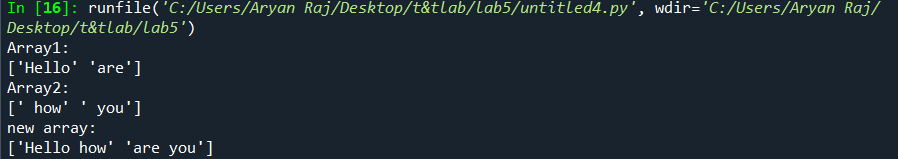 In [16]: runfile('C:/Users/Aryan Raj/Desktop/t&tlab/lab5/untitled4.py', wdir='C:/Users/Aryan Raj/
Desktop/t&tlab/lab5')
Array1:
['Hello' 'are']
Array2:
[' how' ' you']
new array:
['Hello how' 'are you']